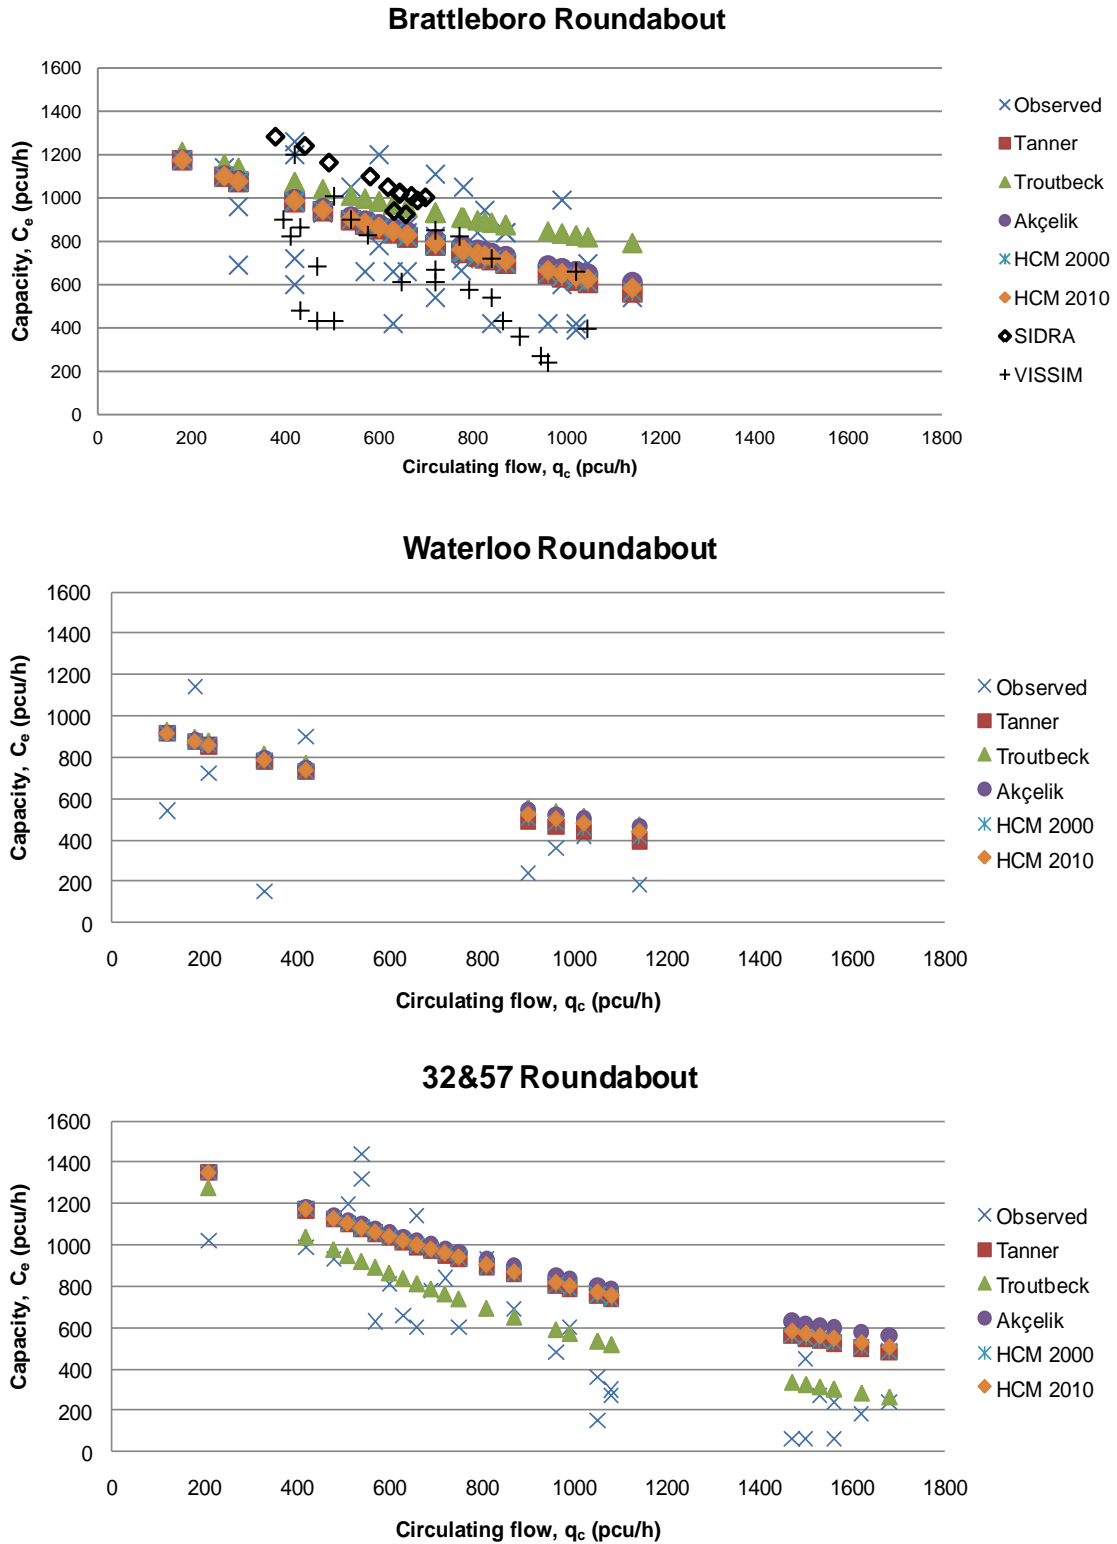 Brattleboro Roundabout
1600
1400
1200
1000
800
600
400
200
0
0 200 400 600 800 1000 1200 1400 1600 1800
Capacity, Ce (pcu/h)
Circulating flow, qc (pcu/h)
Observed
Tanner
Troutbeck
Akçelik
HCM 2000
HCM 2010
SIDRA
VISSIM
Waterloo Roundabout
1600
1400
1200
1000
800
600
400
200
0
0 200 400 600 800 1000 1200 1400 1600 1800
Capacity, Ce (pcu/h)
Circulating flow, qc (pcu/h)
Observed
Tanner
Troutbeck
Akçelik
HCM 2000
HCM 2010
32&57 Roundabout
1600
1400
1200
1000
800
600
400
200
0
0 200 400 600 800 1000 1200 1400 1600 1800
Capacity, Ce (pcu/h)
Circulating flow, qc (pcu/h)
Observed
Tanner
Troutbeck
Akçelik
HCM 2000
HCM 2010